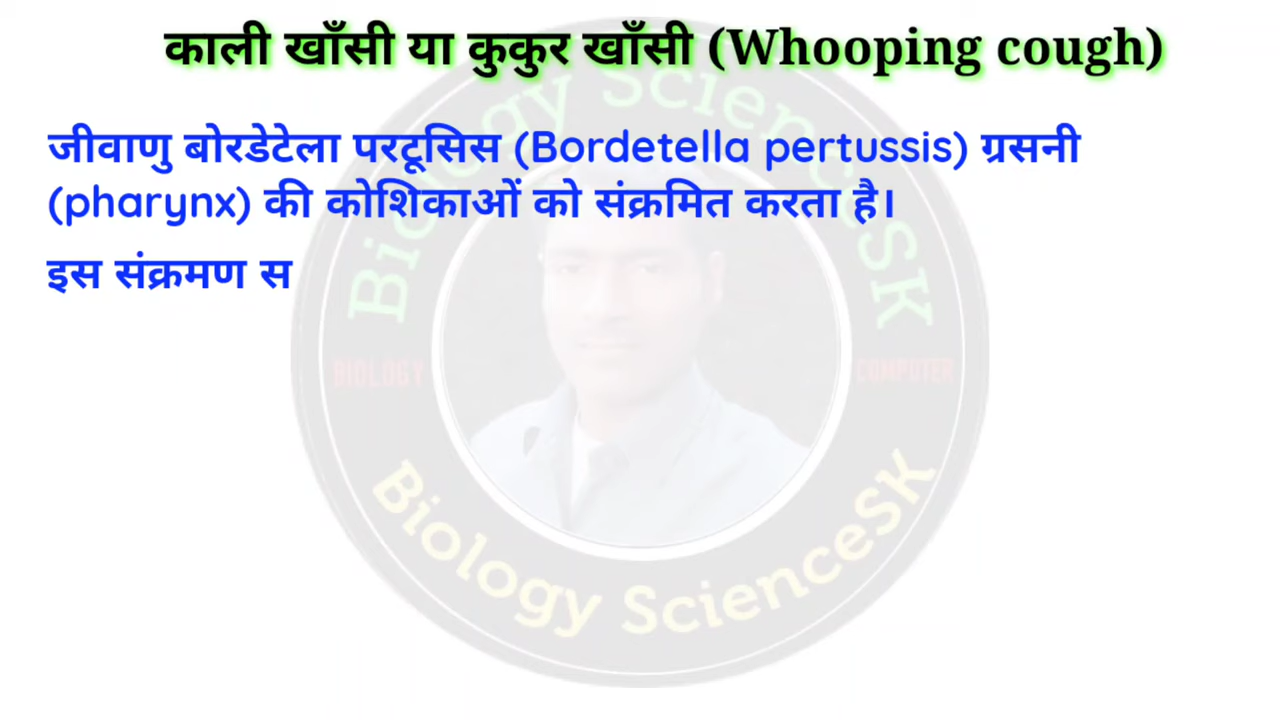 काली खाँसी या कुकुर खाँसी (Whooping cough)
जीवाणु बोरडेटेला परटूसिस (Bordetella pertussis) ग्रसनी
(pharynx) की कोशिकाओं को संक्रमित करता है।
इस संक्रमण स
Biology ScienceSK
BIOLOGY
COMPUTER
Biology ScienceSK